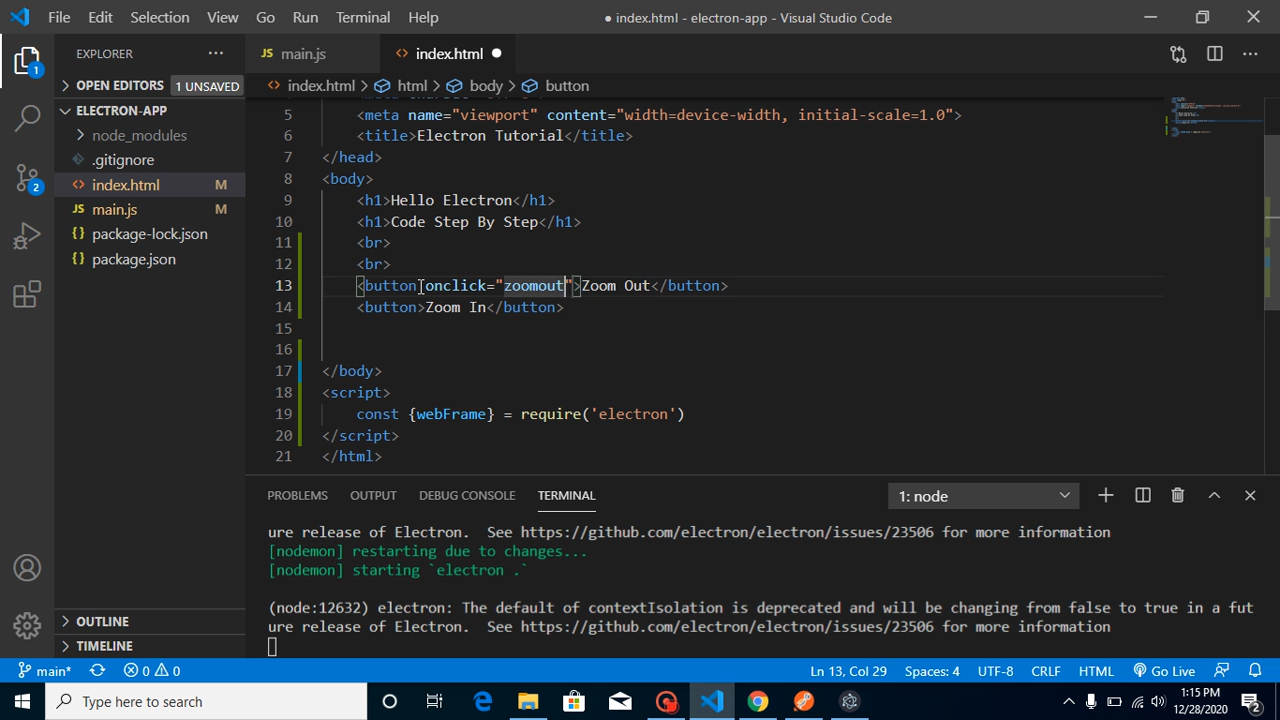 File Edit Selection View Go Run Terminal Help ● index.html - electron-app - Visual Studio Code
EXPLORER ···
JS main.js <> index.html ●
OPEN EDITORS 1 UNSAVED
<> index.html > html > body > button
ELECTRON-APP
node_modules
.gitignore
<> index.html M
JS main.js M
{} package-lock.json
{} package.json
OUTLINE
TIMELINE
1
2
5 <meta name="viewport" content="width=device-width, initial-scale=1.0">
6 <title>Electron Tutorial</title>
7 </head>
8 <body>
9 <h1>Hello Electron</h1>
10 <h1>Code Step By Step</h1>
11 <br>
12 <br>
13 <button onclick="zoomout">Zoom Out</button>
14 <button>Zoom In</button>
15
16
17 </body>
18 <script>
19 const {webFrame} = require('electron')
20 </script>
21 </html>
PROBLEMS OUTPUT DEBUG CONSOLE TERMINAL 1: node
ure release of Electron. See https://github.com/electron/electron/issues/23506 for more information
[nodemon] restarting due to changes...
[nodemon] starting `electron .`
(node:12632) electron: The default of contextIsolation is deprecated and will be changing from false to true in a fut
ure release of Electron. See https://github.com/electron/electron/issues/23506 for more information
main* 0 0 Ln 13, Col 29 Spaces: 4 UTF-8 CRLF HTML Go Live
Type here to search
1:15 PM
12/28/2020
2